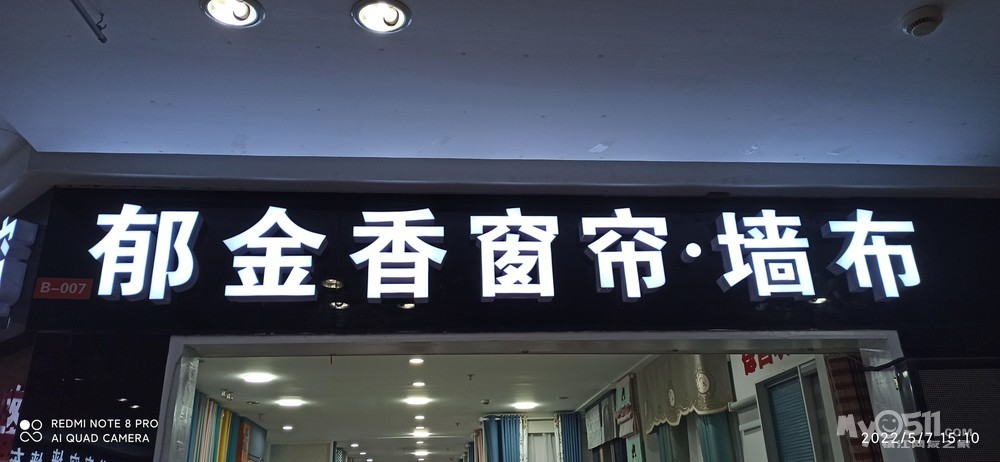 郁金香窗帘·墙布
B-007
REDMI NOTE 8 PRO
AI QUAD CAMERA
My0511.COM
2022/5/7 15:10